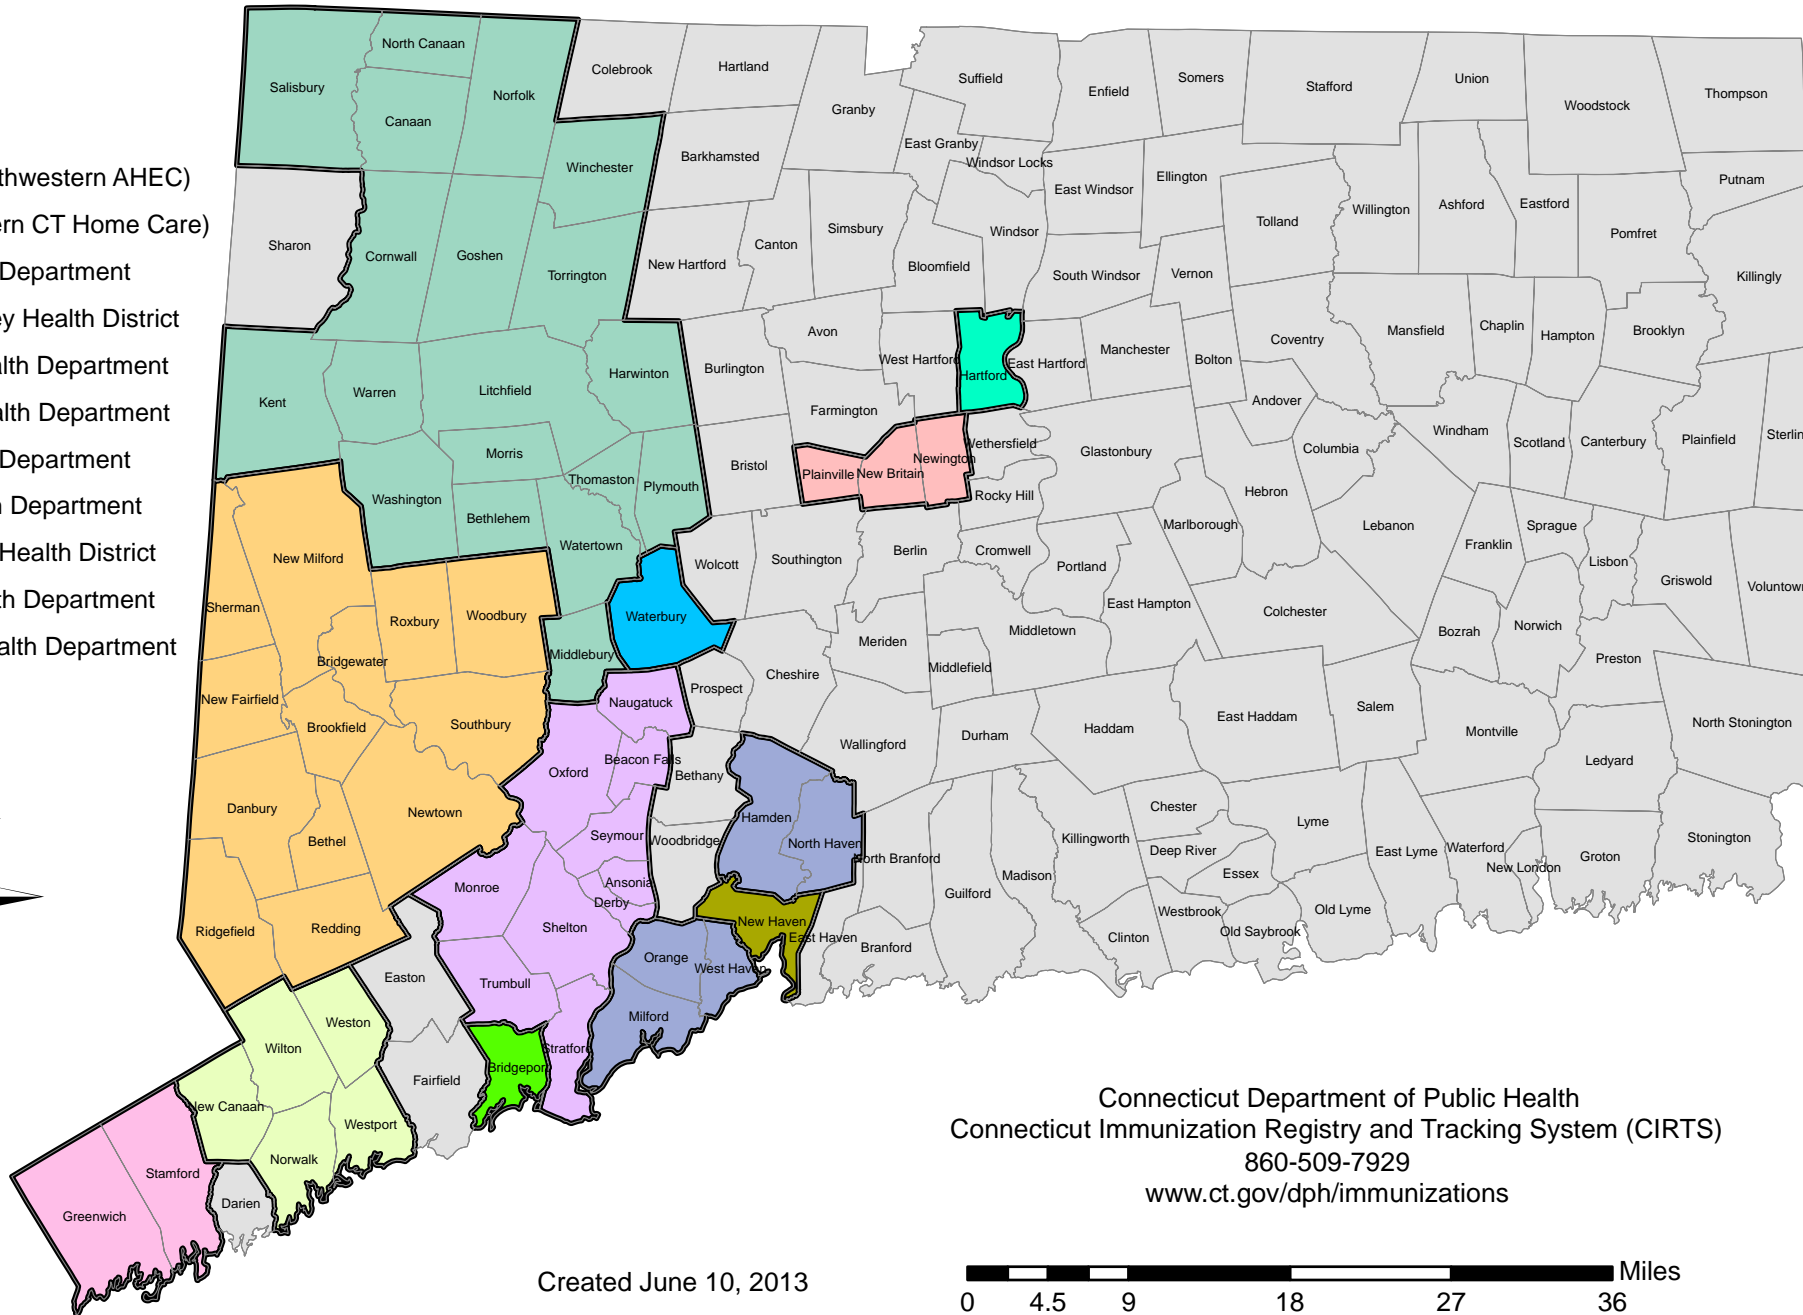 thwestern AHEC)
ern CT Home Care)
Department
ey Health District
lth Department
alth Department
Department
h Department
Health District
th Department
alth Department
Salisbury
North Canaan
Canaan
Norfolk
Colebrook
Hartland
Granby
Suffield
Enfield
Somers
Stafford
Union
Woodstock
Thompson
Winchester
Barkhamsted
East Granby
Windsor Locks
East Windsor
Ellington
Tolland
Willington
Ashford
Eastford
Putnam
Pomfret
Killingly
Sharon
Cornwall
Goshen
Torrington
New Hartford
Canton
Simsbury
Bloomfield
Windsor
South Windsor
Vernon
Kent
Warren
Litchfield
Harwinton
Burlington
Avon
West Hartford
Hartford
East Hartford
Manchester
Bolton
Coventry
Mansfield
Chaplin
Hampton
Brooklyn
Farmington
Andover
Morris
Washington
Bethlehem
Thomaston
Plymouth
Watertown
Bristol
Plainville
New Britain
Newington
Wethersfield
Rocky Hill
Glastonbury
Hebron
Columbia
Windham
Scotland
Canterbury
Plainfield
Sterlin
New Milford
Sherman
Roxbury
Woodbury
Bridgewater
Middlebury
Waterbury
Wolcott
Southington
Berlin
Cromwell
Portland
East Hampton
Marlborough
Lebanon
Colchester
Franklin
Sprague
Lisbon
Griswold
Voluntown
Bozrah
Norwich
Preston
New Fairfield
Brookfield
Southbury
Naugatuck
Prospect
Cheshire
Meriden
Middlefield
Middletown
Haddam
East Haddam
Salem
Montville
North Stonington
Ledyard
Danbury
Bethel
Newtown
Oxford
Beacon Falls
Bethany
Wallingford
Durham
Seymour
Woodbridge
Hamden
North Haven
North Branford
Guilford
Madison
Killingworth
Chester
Deep River
Essex
Lyme
East Lyme
Waterford
New London
Groton
Stonington
Ridgefield
Redding
Monroe
Ansonia
Derby
Shelton
Orange
West Haven
New Haven
East Haven
Branford
Clinton
Westbrook
Old Saybrook
Old Lyme
Easton
Trumbull
Milford
Stratford
Bridgeport
Fairfield
Weston
Wilton
New Canaan
Westport
Norwalk
Darien
Stamford
Greenwich
Connecticut Department of Public Health
Connecticut Immunization Registry and Tracking System (CIRTS)
860-509-7929
www.ct.gov/dph/immunizations
Created June 10, 2013
Miles
0 4.5 9 18 27 36